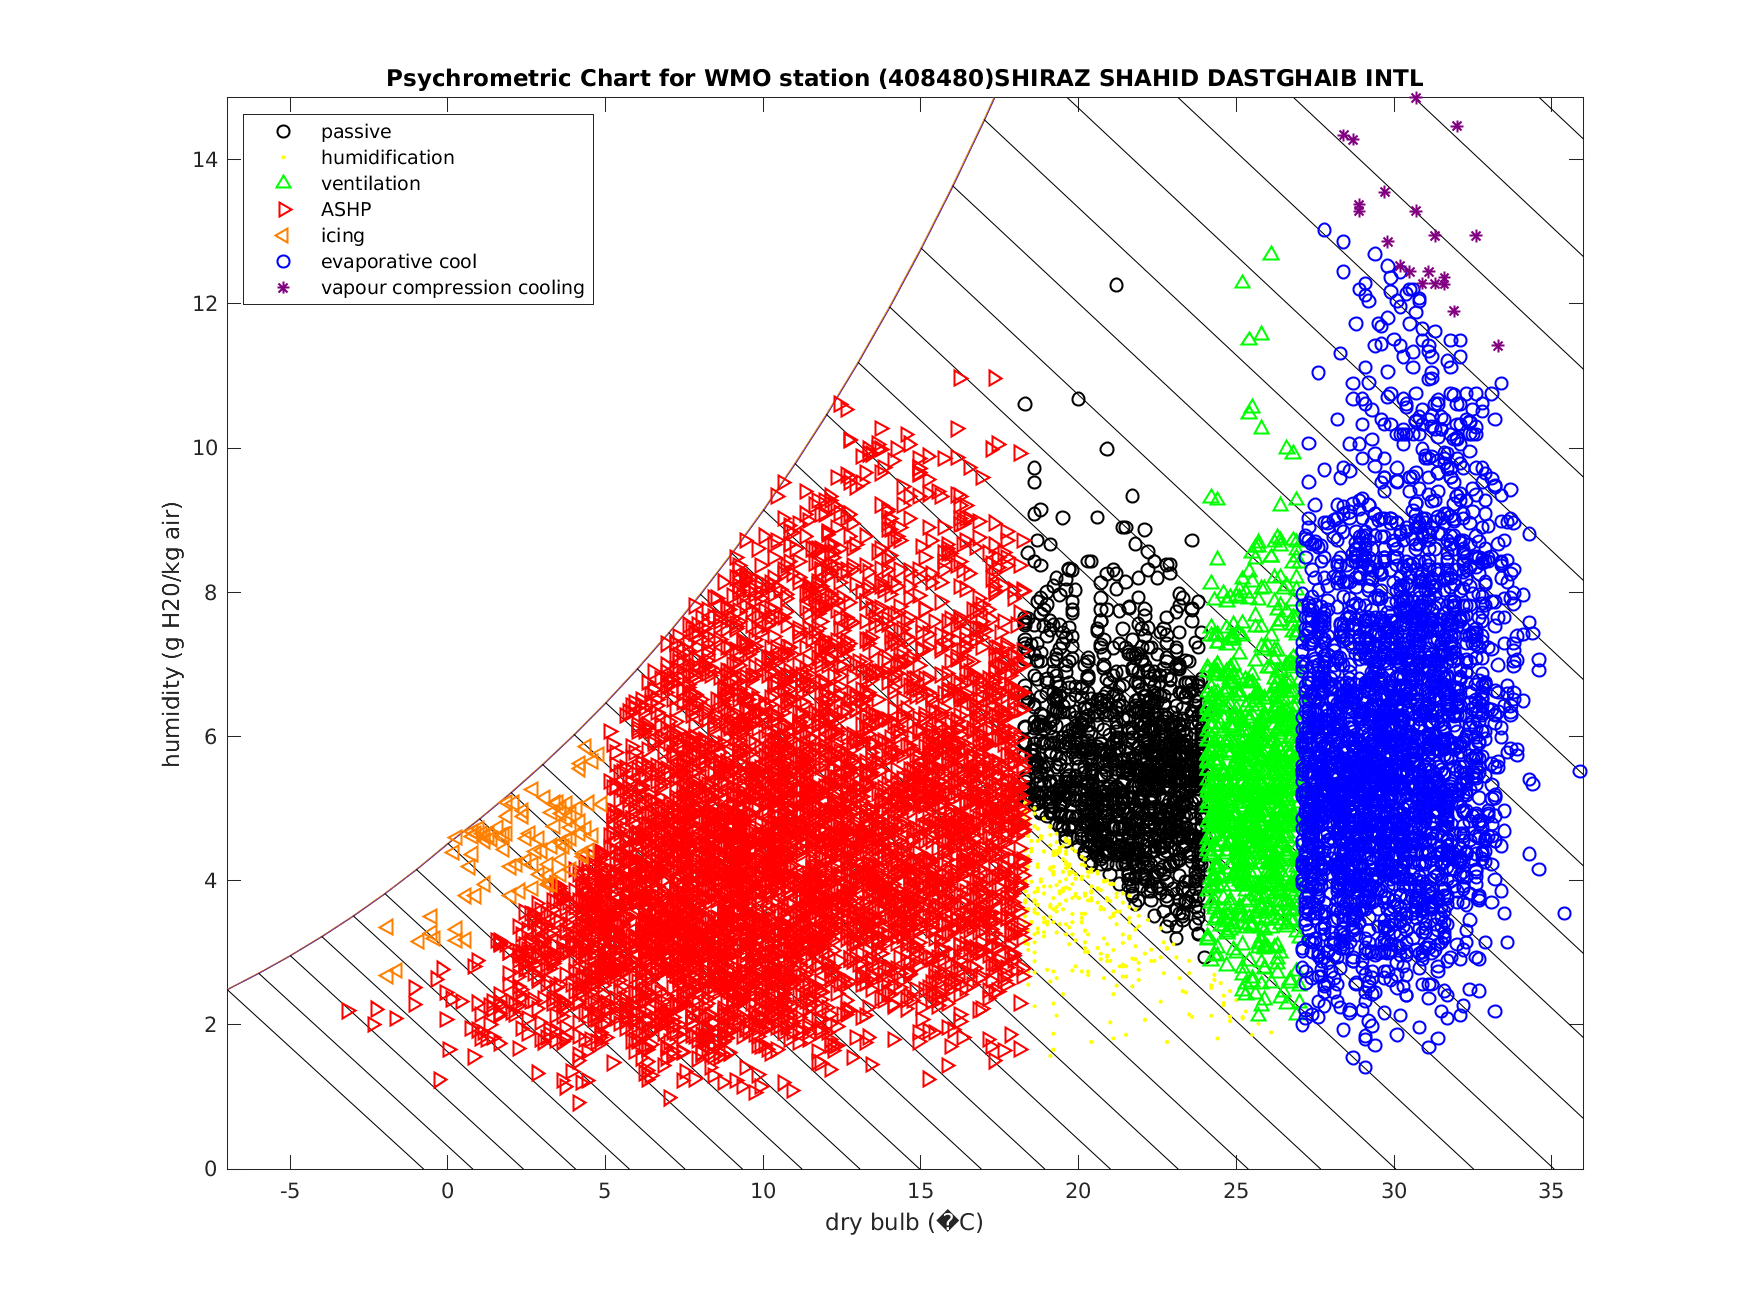 Psychrometric Chart for WMO station (408480)SHIRAZ SHAHID DASTGHAIB INTL
passive
humidification
ventilation
ASHP
icing
evaporative cool
vapour compression cooling
humidity (g H20/kg air)
14
12
10
8
6
4
2
0
-5 0 5 10 15 20 25 30 35
dry bulb (�C)